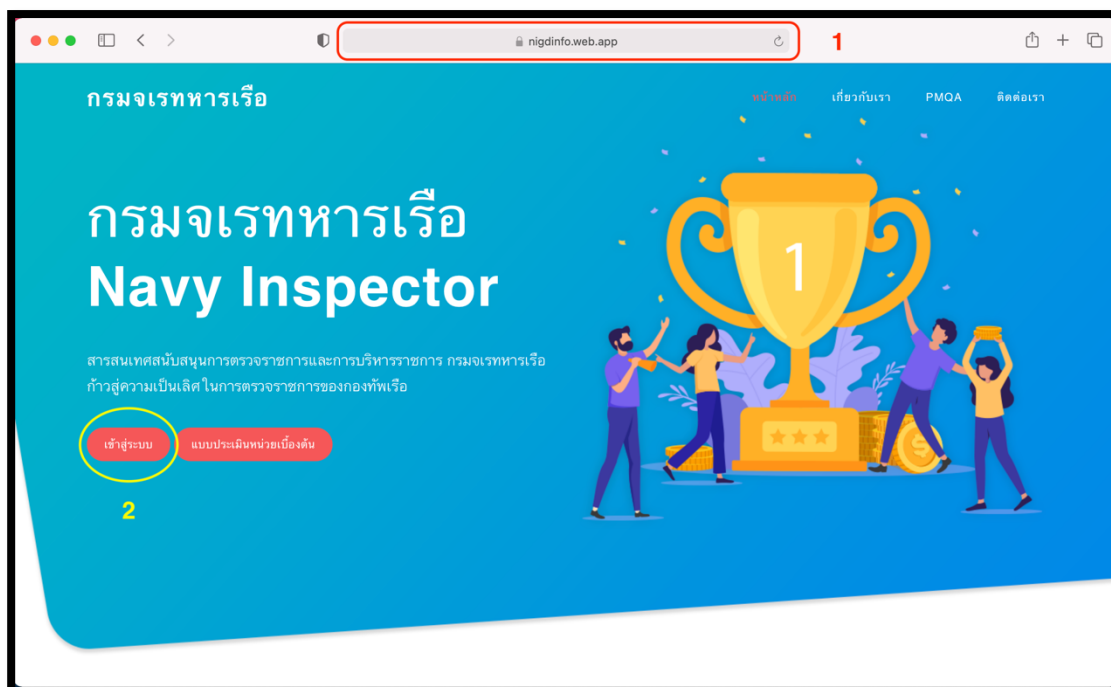 nigdinfo.web.app
1
กรมจเรทหารเรือ
หน้าหลัก เกี่ยวกับเรา PMQA ติดต่อเรา
กรมจเรทหารเรือ
Navy Inspector
1
สารสนเทศสนับสนุนการตรวจราชการและการบริหารราชการ กรมจเรทหารเรือ
ก้าวสู่ความเป็นเลิศ ในการตรวจราชการของกองทัพเรือ
เข้าสู่ระบบ แบบประเมินหน่วยเบื้องต้น
2